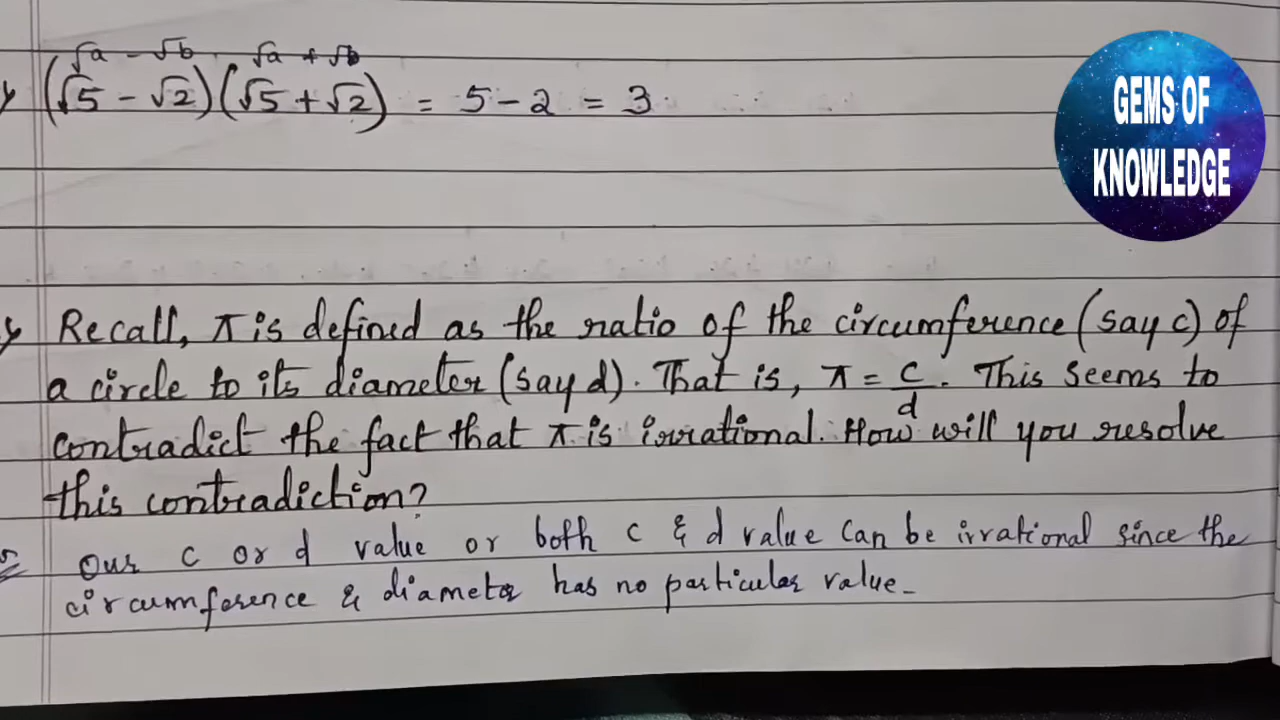 √a - √b √a + √b
(√5 - √2)(√5 + √2) = 5 - 2 = 3
GEMS OF
KNOWLEDGE
Recall, π is defined as the ratio of the circumference (say c) of
a circle to its diameter (say d). That is, π = c/d. This seems to
contradict the fact that π is irrational. How will you resolve
this contradiction?
Our c or d value or both c & d value can be irrational since the
circumference & diameter has no particular value.